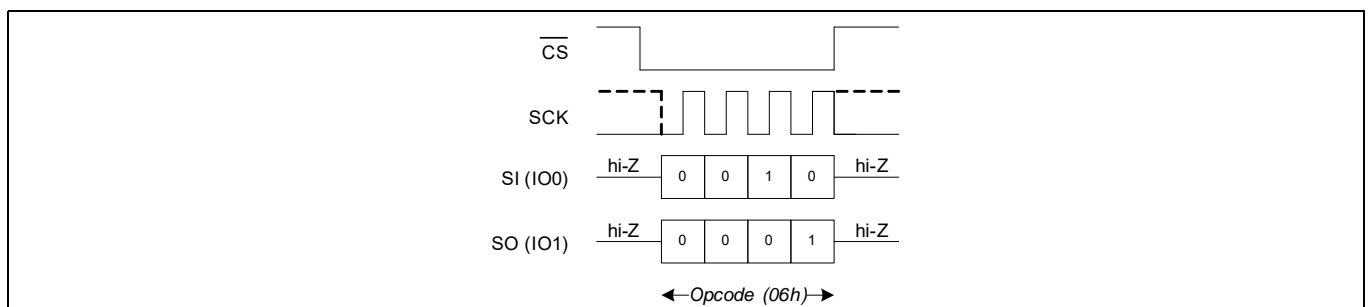 CS
SCK
SI (IO0) hi-Z 0 0 1 0 hi-Z
SO (IO1) hi-Z 0 0 0 1 hi-Z
Opcode (06h)